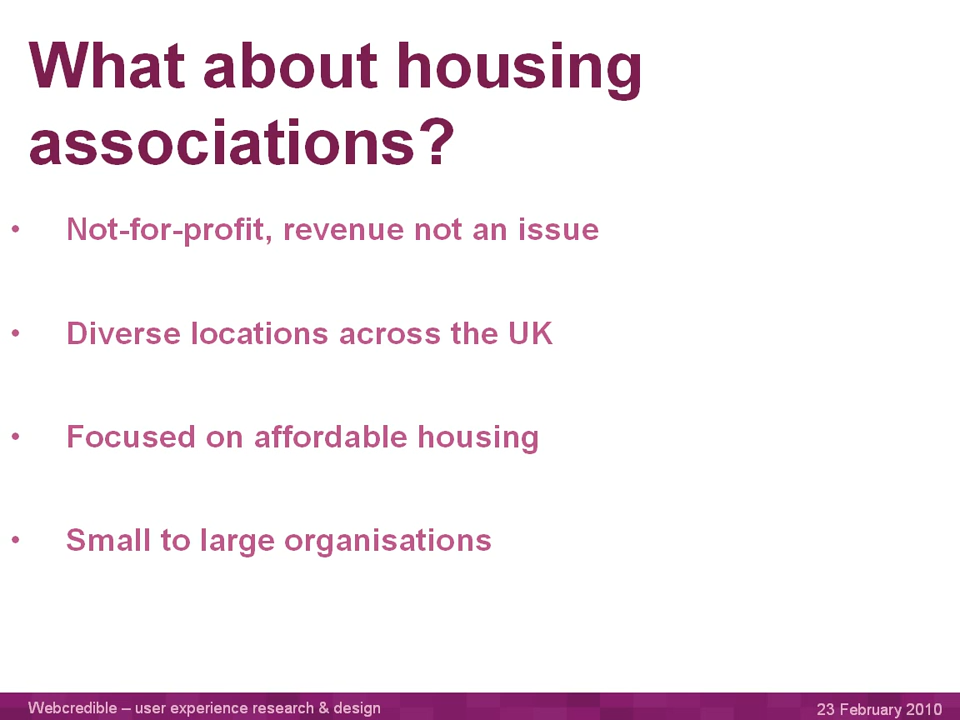 What about housing
associations?
• Not-for-profit, revenue not an issue
• Diverse locations across the UK
• Focused on affordable housing
• Small to large organisations
Webcredible – user experience research & design
23 February 2010